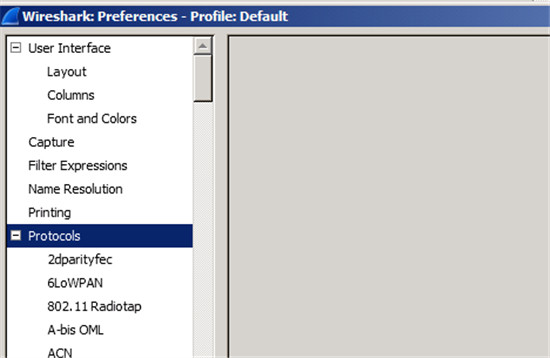 Wireshark: Preferences - Profile: Default
User Interface
Layout
Columns
Font and Colors
Capture
Filter Expressions
Name Resolution
Printing
Protocols
2dparityfec
6LoWPAN
802.11 Radiotap
A-bis OML
ACN